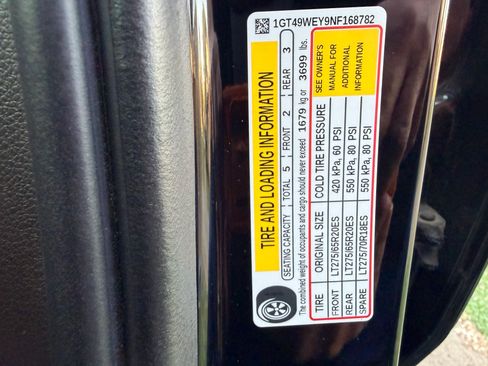 1GT49WEY9NF168782
TIRE AND LOADING INFORMATION
SEATING CAPACITY TOTAL 5 FRONT 2 REAR 3
The combined weight of occupants and cargo should never exceed 1679 kg or 3699 lbs.
TIRE ORIGINAL SIZE COLD TIRE PRESSURE
FRONT LT275/65R20ES 420 kPa, 60 PSI
REAR LT275/65R20ES 550 kPa, 80 PSI
SPARE LT275/70R18ES 550 kPa, 80 PSI
SEE OWNER'S
MANUAL FOR
ADDITIONAL
INFORMATION